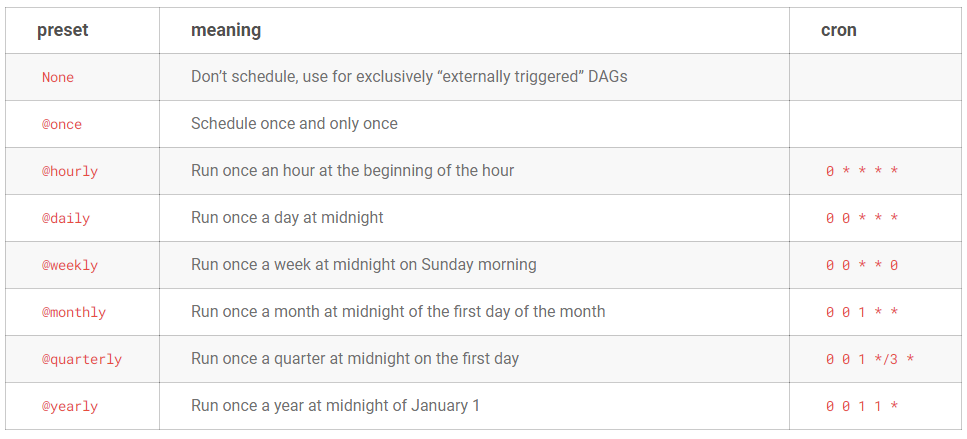 preset meaning cron
None Don’t schedule, use for exclusively “externally triggered” DAGs
@once Schedule once and only once
@hourly Run once an hour at the beginning of the hour 0 * * * *
@daily Run once a day at midnight 0 0 * * *
@weekly Run once a week at midnight on Sunday morning 0 0 * * 0
@monthly Run once a month at midnight of the first day of the month 0 0 1 * *
@quarterly Run once a quarter at midnight on the first day 0 0 1 */3 *
@yearly Run once a year at midnight of January 1 0 0 1 1 *